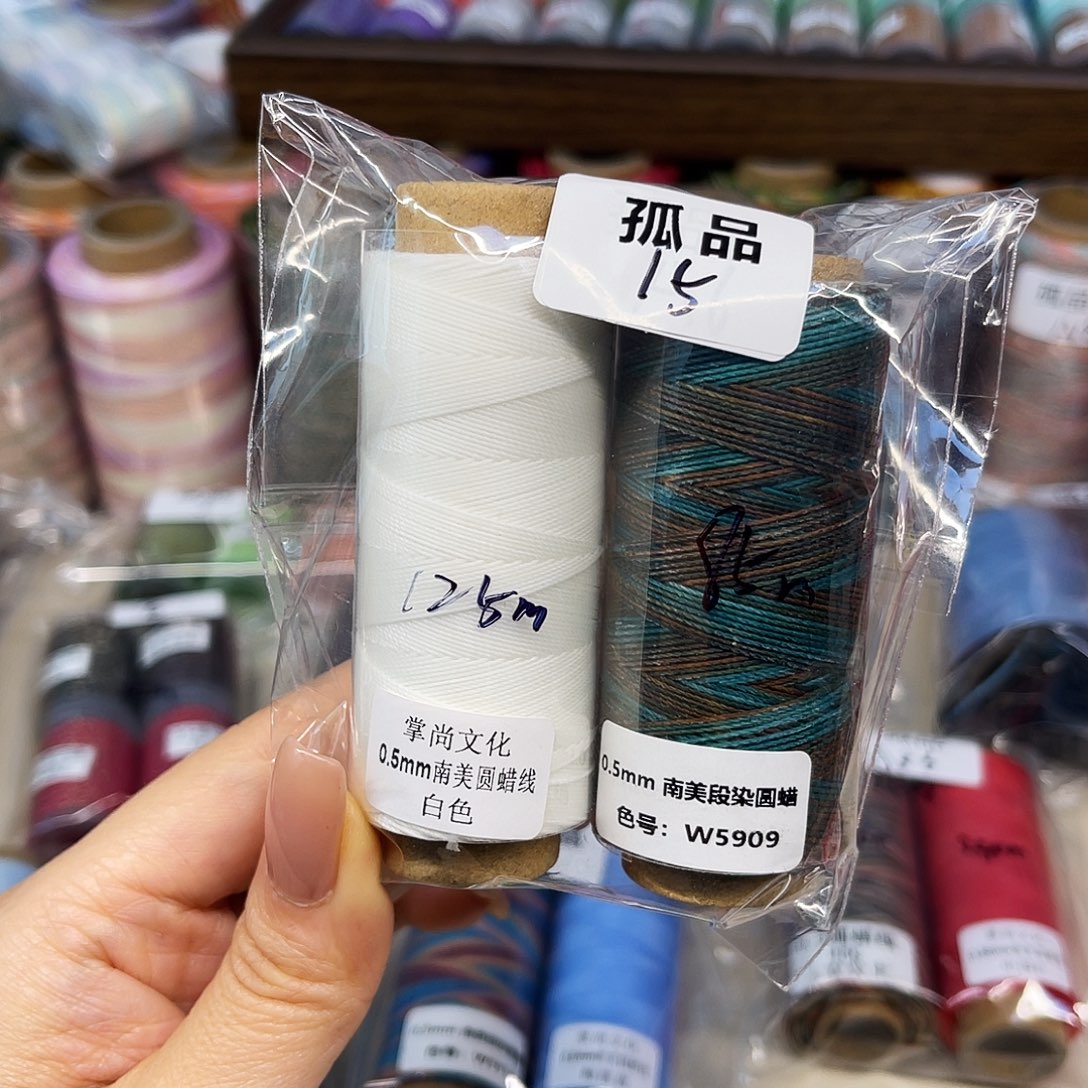 孤品
15
125m
掌尚文化
0.5mm南美圆蜡线
白色
0.5mm 南美段染圆蜡
色号：W5909